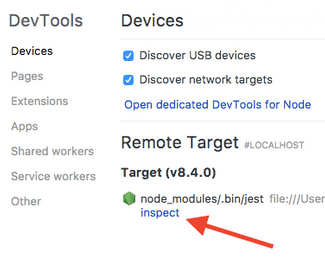 DevTools
Devices
Pages
Extensions
Apps
Shared workers
Service workers
Other
Devices
Discover USB devices
Discover network targets
Open dedicated DevTools for Node
Remote Target #LOCALHOST
Target (v8.4.0)
node_modules/.bin/jest file:///User
inspect